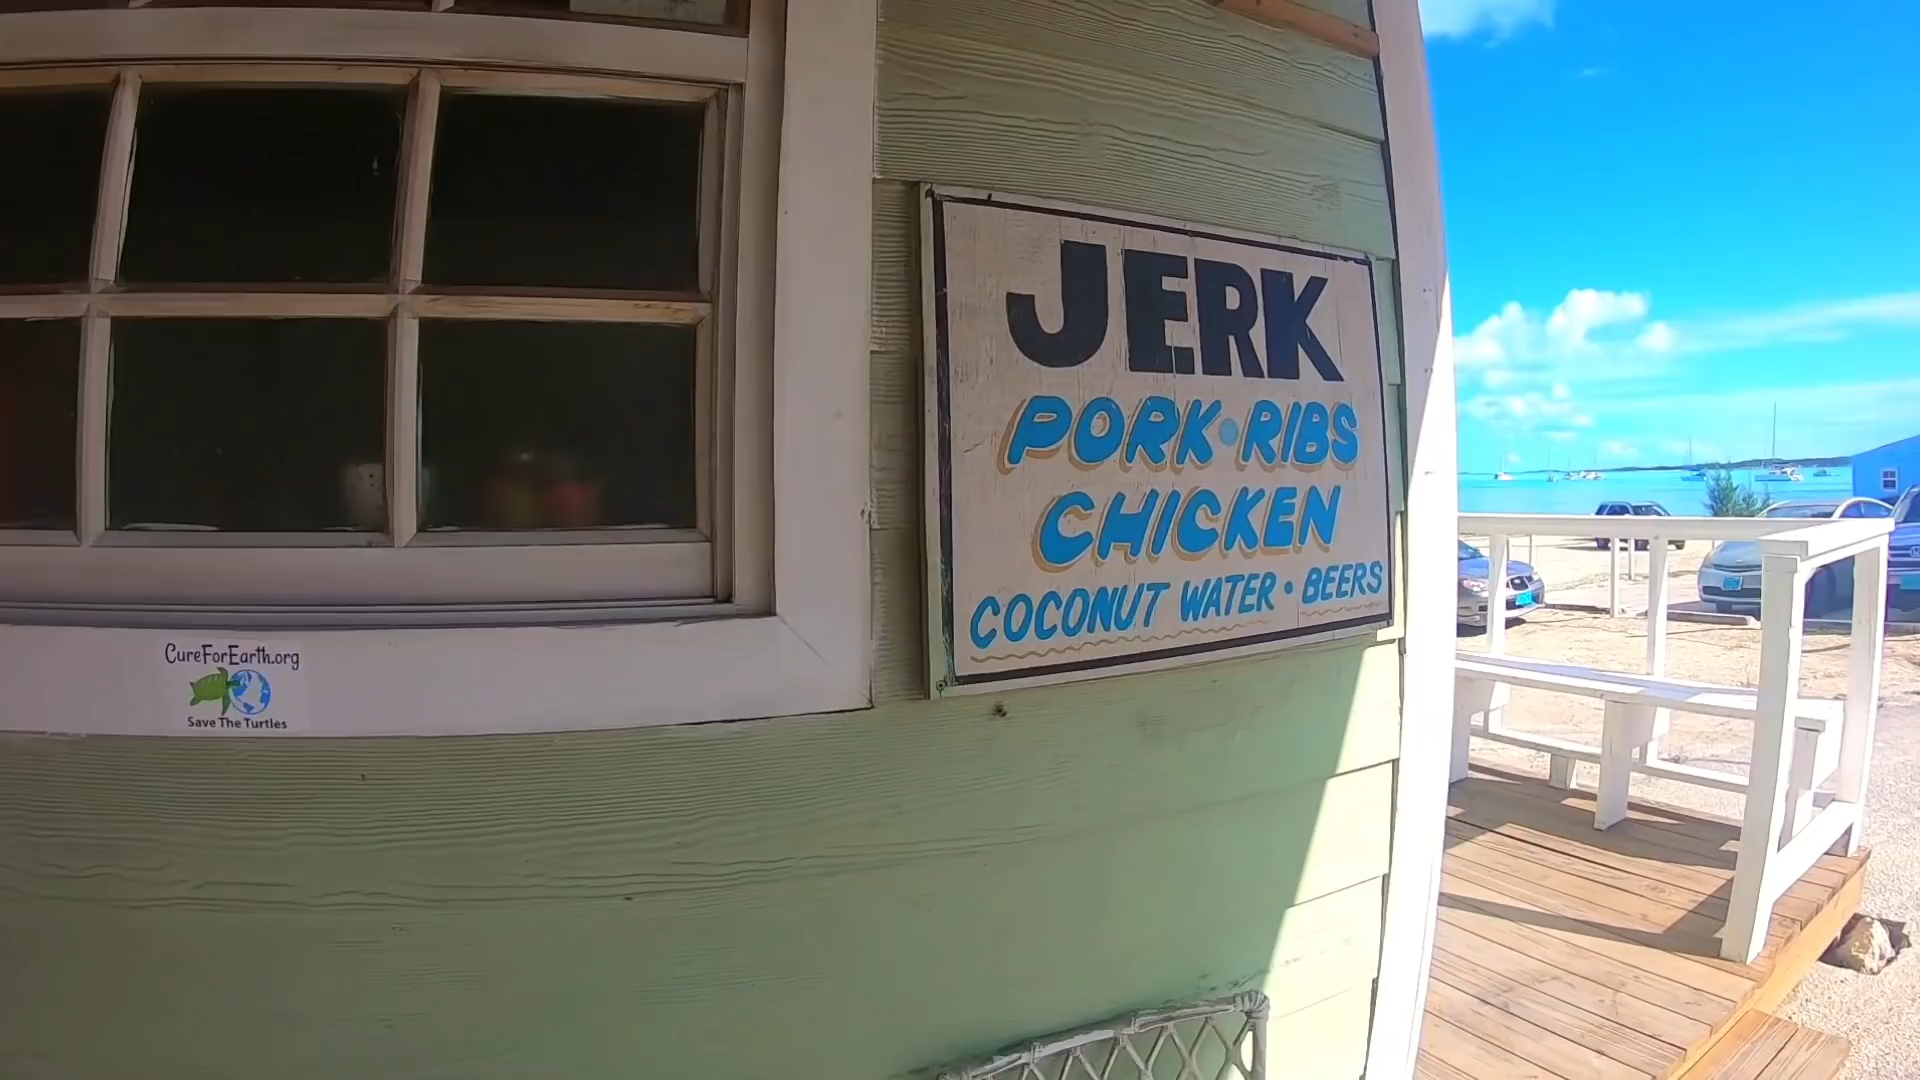 JERK
PORK • RIBS
CHICKEN
COCONUT WATER • BEERS
CureForEarth.org
Save The Turtles